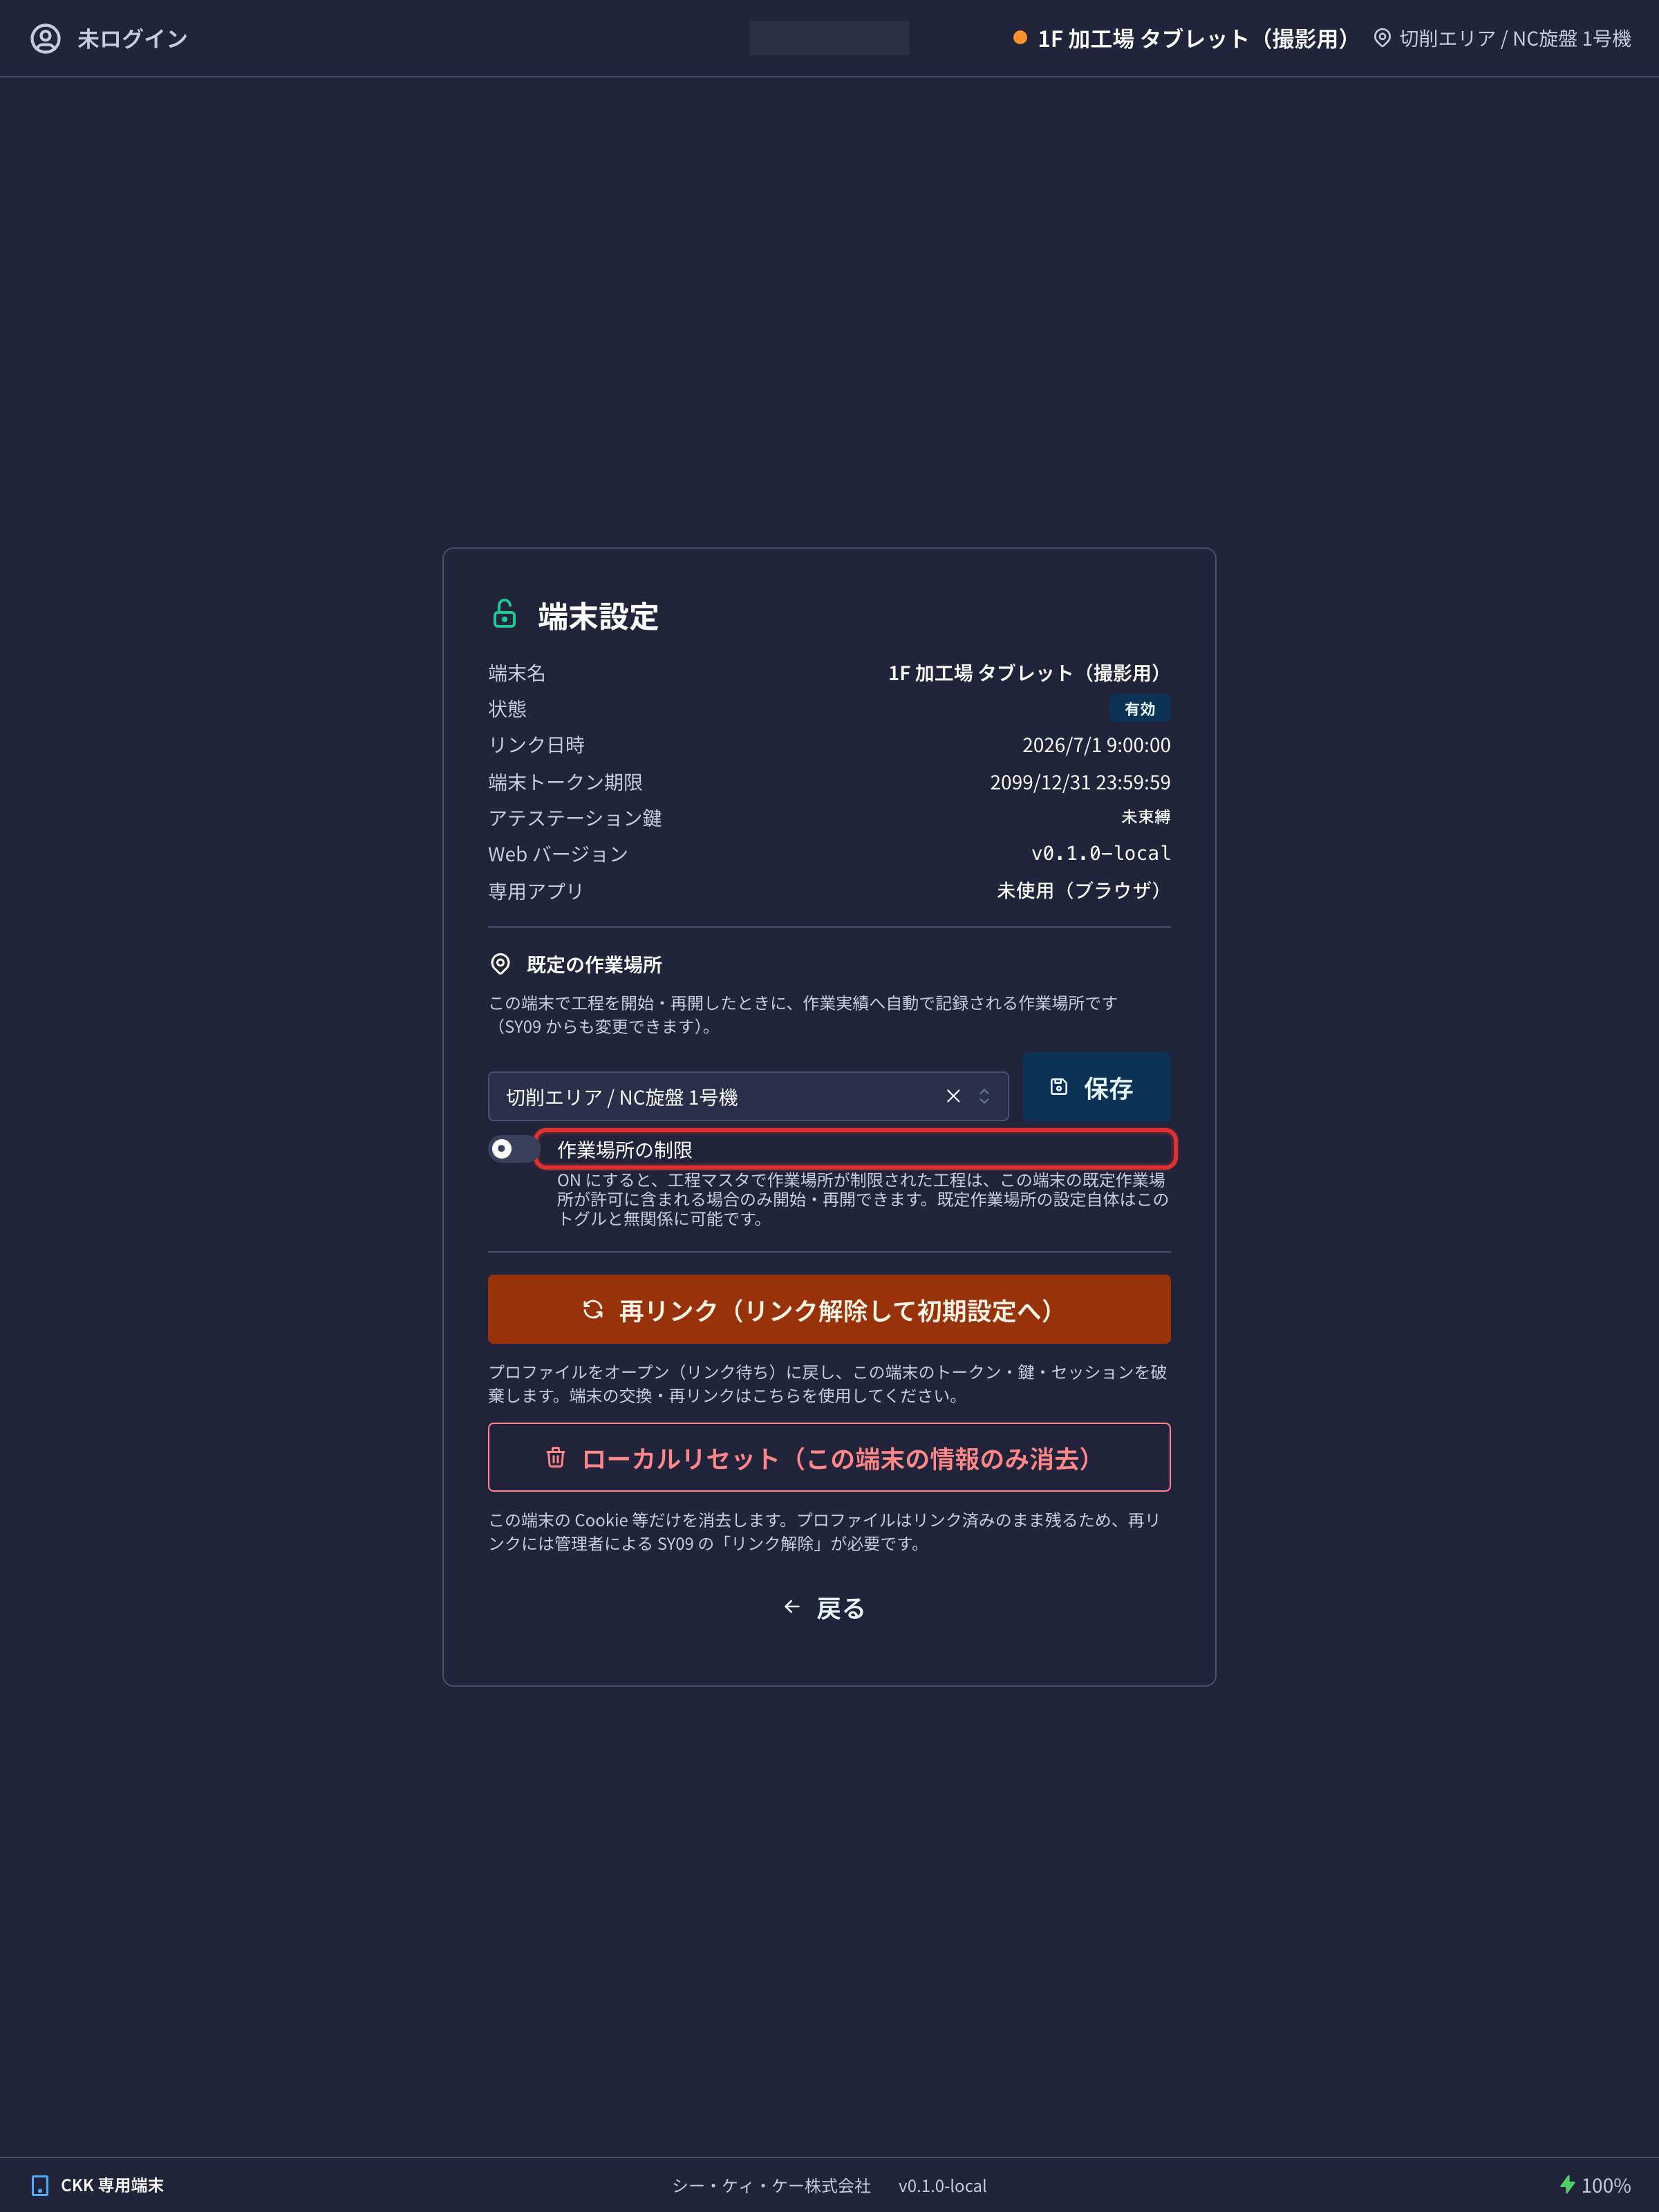 未ログイン
1F 加工場 タブレット（撮影用） 切削エリア / NC旋盤 1号機
端末設定
端末名 1F 加工場 タブレット（撮影用）
状態 有効
リンク日時 2026/7/1 9:00:00
端末トークン期限 2099/12/31 23:59:59
アテステーション鍵 未束縛
Web バージョン v0.1.0-local
専用アプリ 未使用（ブラウザ）
既定の作業場所
この端末で工程を開始・再開したときに、作業実績へ自動で記録される作業場所です
（SY09 からも変更できます）。
切削エリア / NC旋盤 1号機
保存
作業場所の制限
ON にすると、工程マスタで作業場所が制限された工程は、この端末の既定作業場
所が許可に含まれる場合のみ開始・再開できます。既定作業場所の設定自体はこの
トグルと無関係に可能です。
再リンク（リンク解除して初期設定へ）
プロファイルをオープン（リンク待ち）に戻し、この端末のトークン・鍵・セッションを破
棄します。端末の交換・再リンクはこちらを使用してください。
ローカルリセット（この端末の情報のみ消去）
この端末の Cookie 等だけを消去します。プロファイルはリンク済みのまま残るため、再リ
ンクには管理者による SY09 の「リンク解除」が必要です。
戻る
CKK 専用端末
シー・ケィ・ケー株式会社 v0.1.0-local
100%